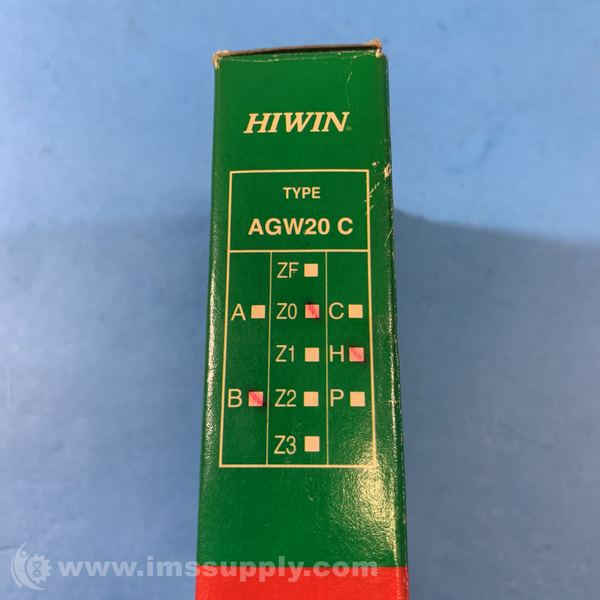 HIWIN
TYPE
AGW20 C
ZF
A Z0 C
Z1 H
B Z2 P
Z3
www.imssupply.com